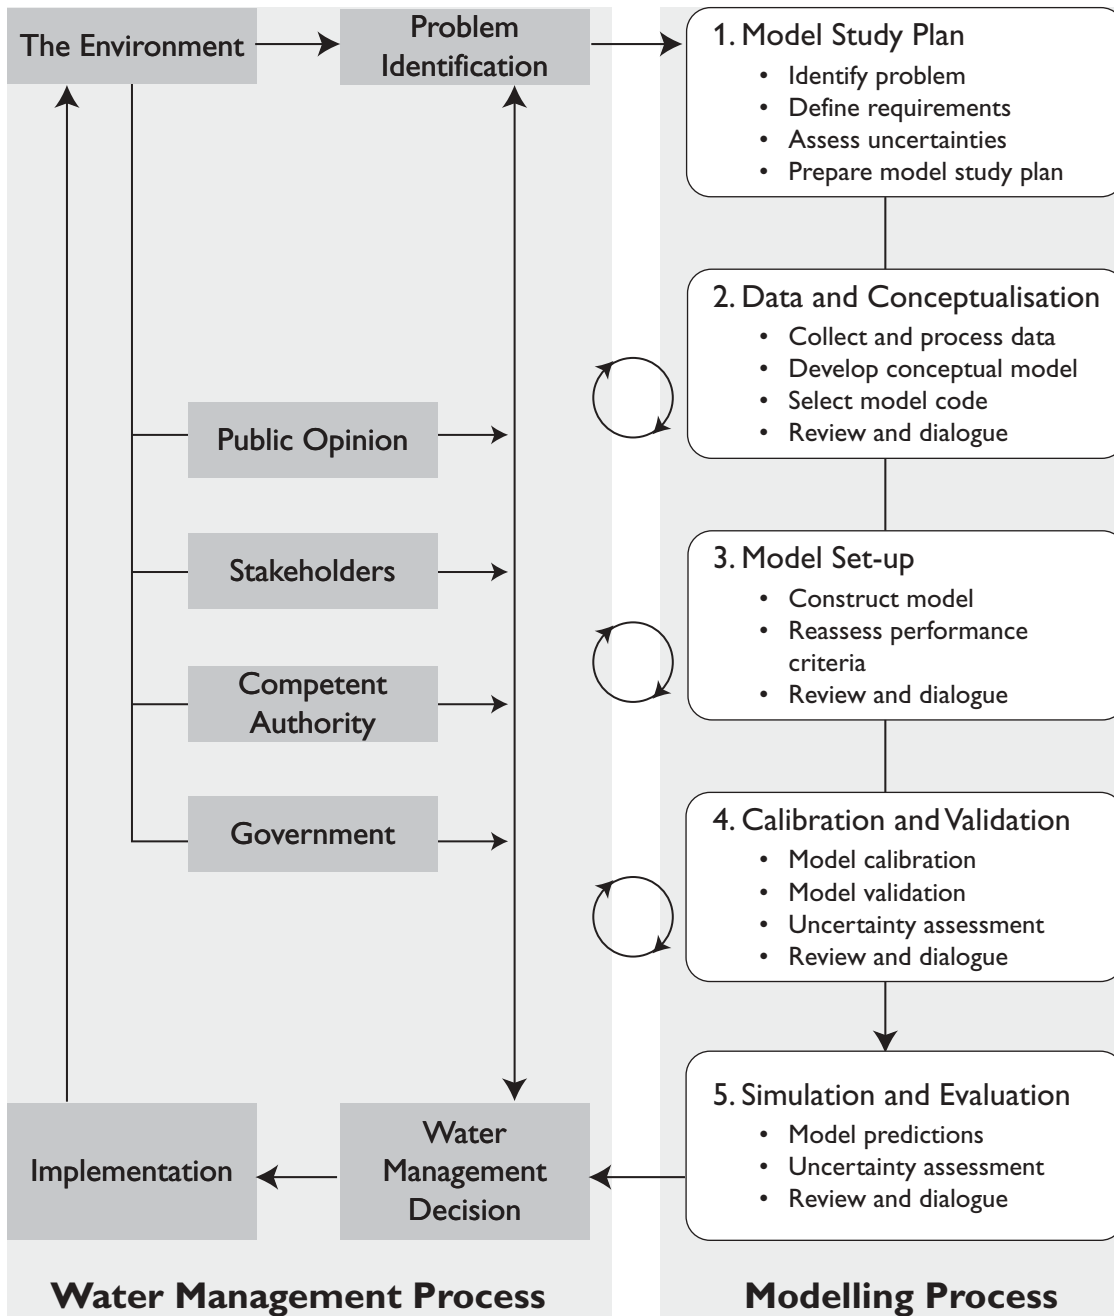 The Environment
Problem
Identification
Public Opinion
Stakeholders
Competent
Authority
Government
Implementation
Water
Management
Decision
Water Management Process
1. Model Study Plan
• Identify problem
• Define requirements
• Assess uncertainties
• Prepare model study plan
2. Data and Conceptualisation
• Collect and process data
• Develop conceptual model
• Select model code
• Review and dialogue
3. Model Set-up
• Construct model
• Reassess performance
criteria
• Review and dialogue
4. Calibration and Validation
• Model calibration
• Model validation
• Uncertainty assessment
• Review and dialogue
5. Simulation and Evaluation
• Model predictions
• Uncertainty assessment
• Review and dialogue
Modelling Process